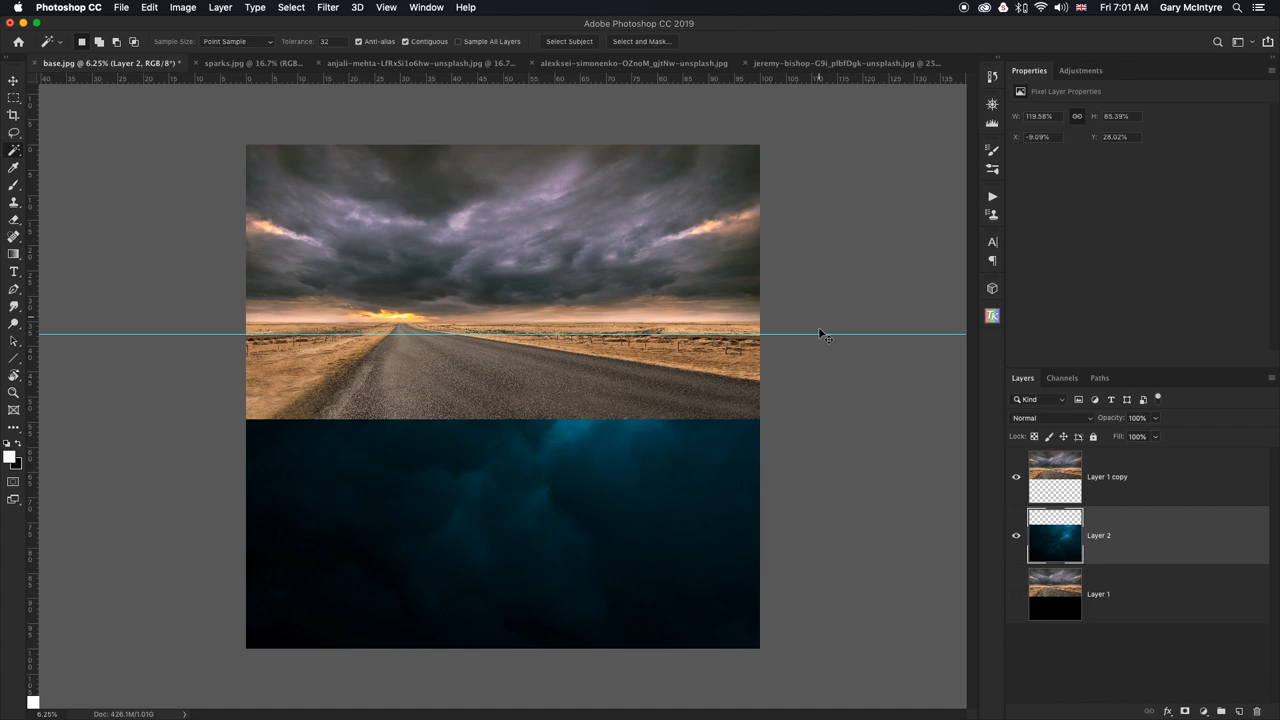 Photoshop CC File Edit Image Layer Type Select Filter 3D View Window Help Fri 7:01 AM Gary McIntyre
Adobe Photoshop CC 2019
Sample Size: Point Sample Tolerance: 32 Anti-alias Contiguous Sample All Layers Select Subject Select and Mask...
base.jpg @ 6.25% (Layer 2, RGB/8*) * sparks.jpg @ 16.7% (RGB... anjali-mehta-LfRxSi1o6hw-unsplash.jpg @ 16.7... alexksei-simonenko-OZnoM_gjtNw-unsplash.jpg jeremy-bishop-G9i_plbfDgk-unsplash.jpg @ 25...
Properties Adjustments
Pixel Layer Properties
W: 119.58% H: 85.39%
X: -9.09% Y: 28.02%
Layers Channels Paths
Kind
Normal Opacity: 100%
Lock: Fill: 100%
Layer 1 copy
Layer 2
Layer 1
6.25% Doc: 426.1M/1.01G